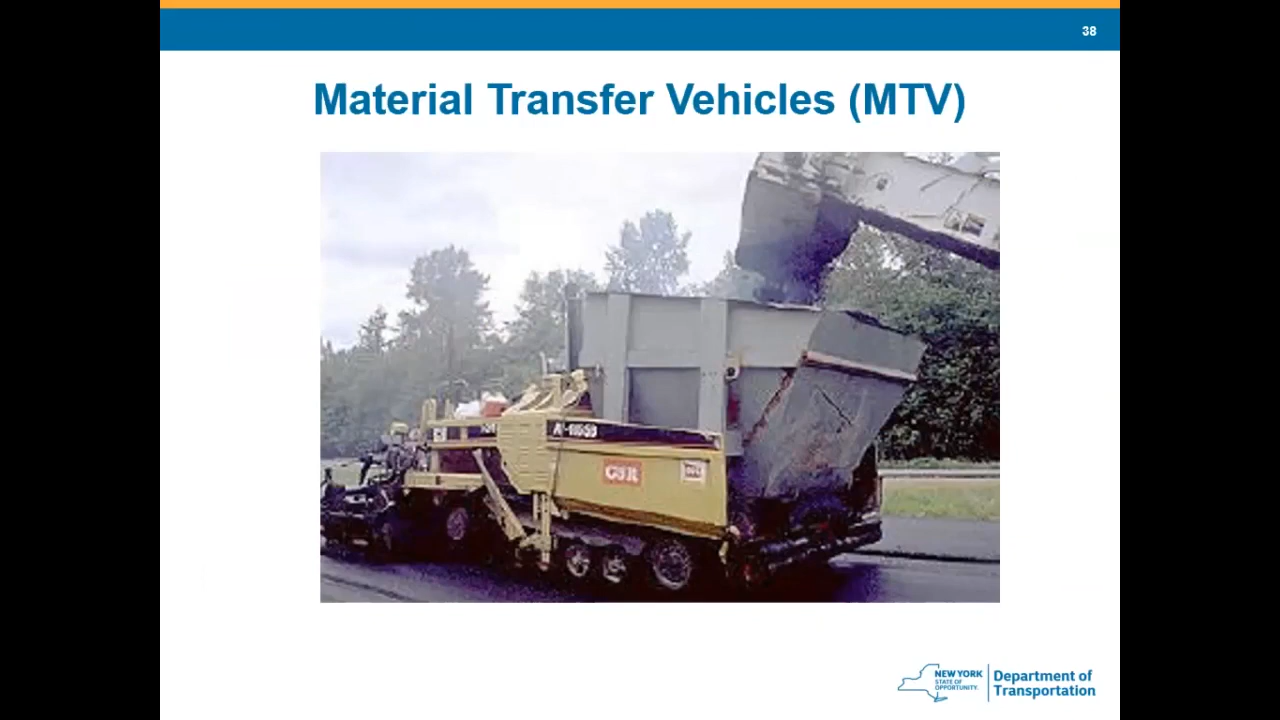 38
Material Transfer Vehicles (MTV)
NEW YORK
STATE OF
OPPORTUNITY.
Department of
Transportation